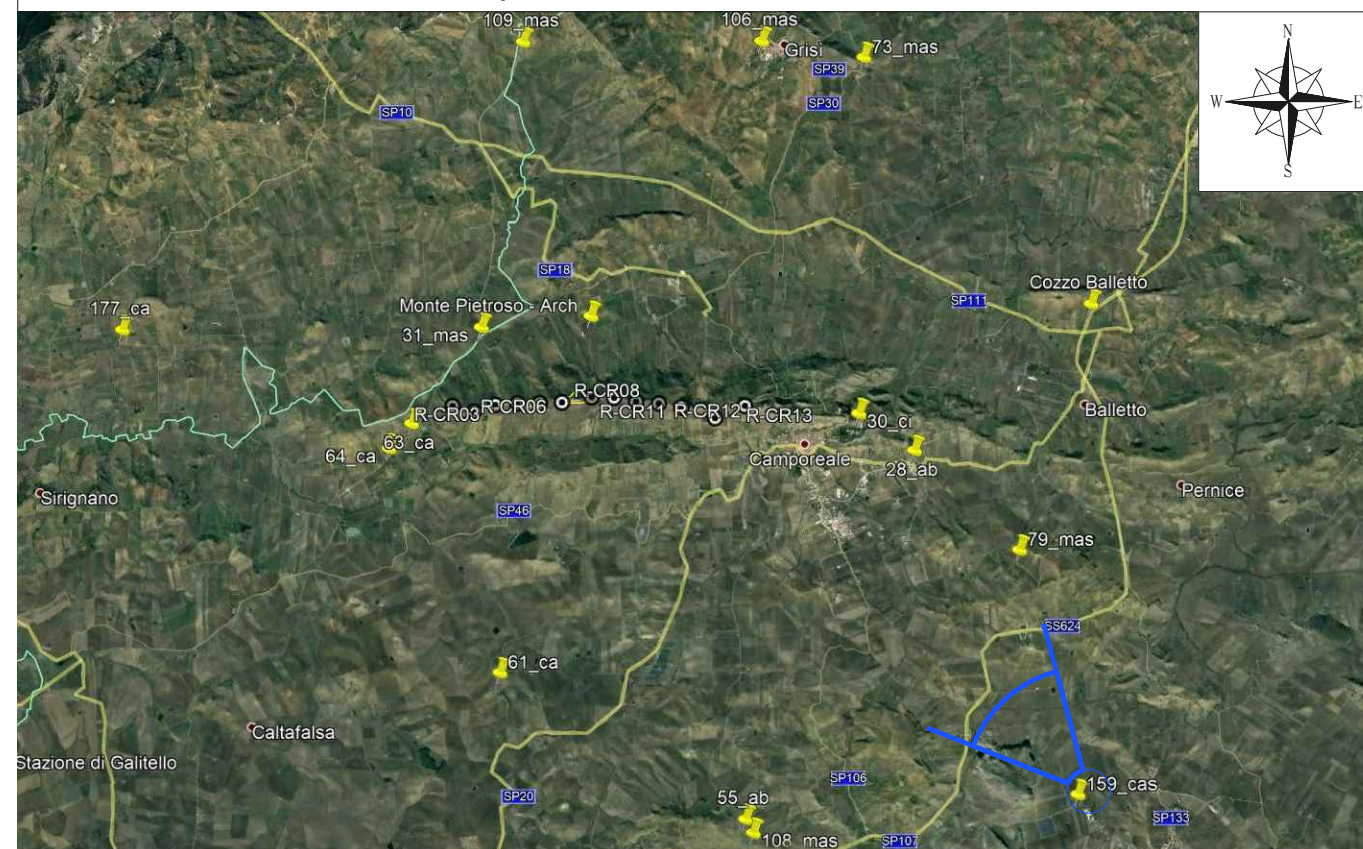 109_mas
106_mas
Grisì
73_mas
SP39
SP30
SP10
N
W
E
S
SP18
Cozzo Balletto
SP111
177_ca
Monte Pietroso - Arch
31_mas
R-CR08
R-CR03
R-CR06
R-CR11
R-CR12
R-CR13
30_ci
Balletto
63_ca
64_ca
Camporeale
28_ab
Sirignano
Pernice
SP46
79_mas
SS624
61_ca
Caltafalsa
Stazione di Galitello
SP106
159_cas
SP20
55_ab
SP133
108_mas
SP107